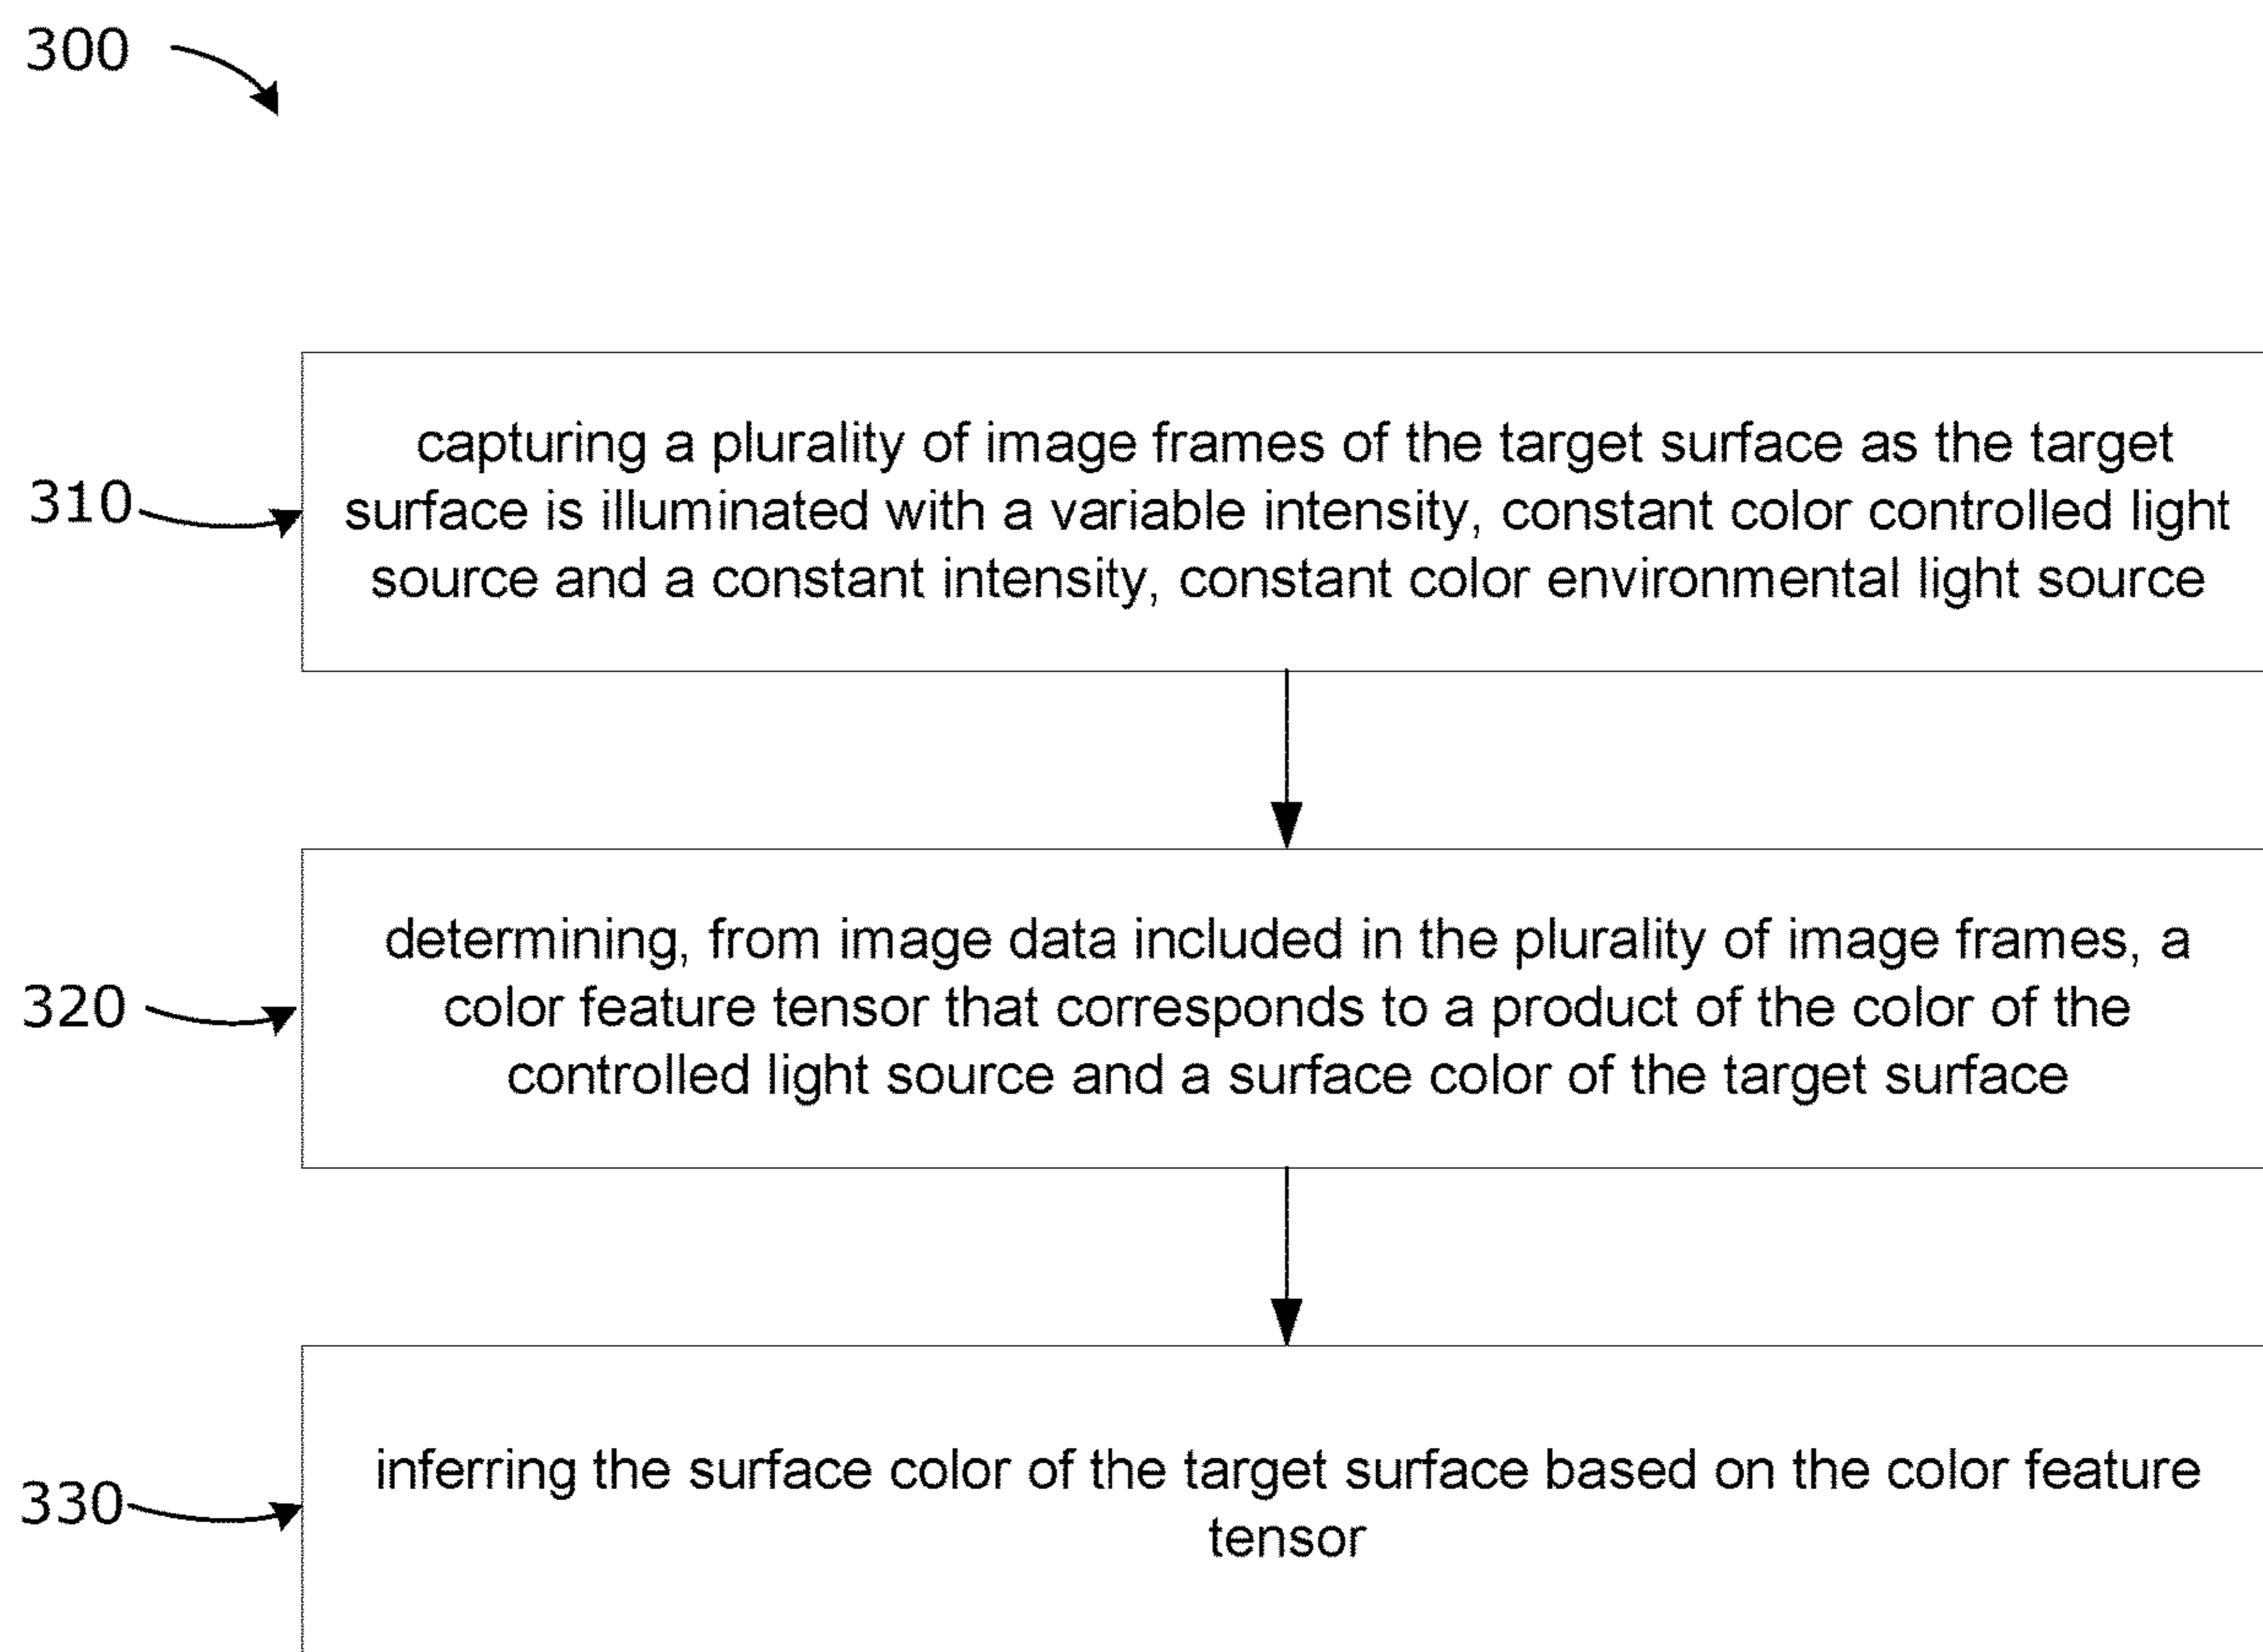 300
310
capturing a plurality of image frames of the target surface as the target
surface is illuminated with a variable intensity, constant color controlled light
source and a constant intensity, constant color environmental light source
320
determining, from image data included in the plurality of image frames, a
color feature tensor that corresponds to a product of the color of the
controlled light source and a surface color of the target surface
330
inferring the surface color of the target surface based on the color feature
tensor